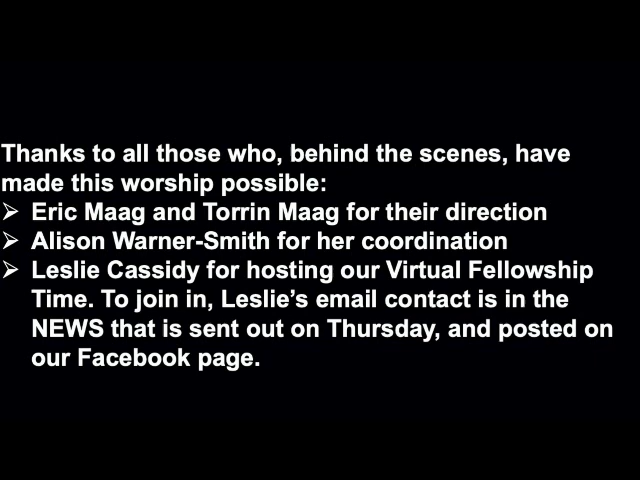 Thanks to all those who, behind the scenes, have
made this worship possible:
➢ Eric Maag and Torrin Maag for their direction
➢ Alison Warner-Smith for her coordination
➢ Leslie Cassidy for hosting our Virtual Fellowship
Time. To join in, Leslie’s email contact is in the
NEWS that is sent out on Thursday, and posted on
our Facebook page.